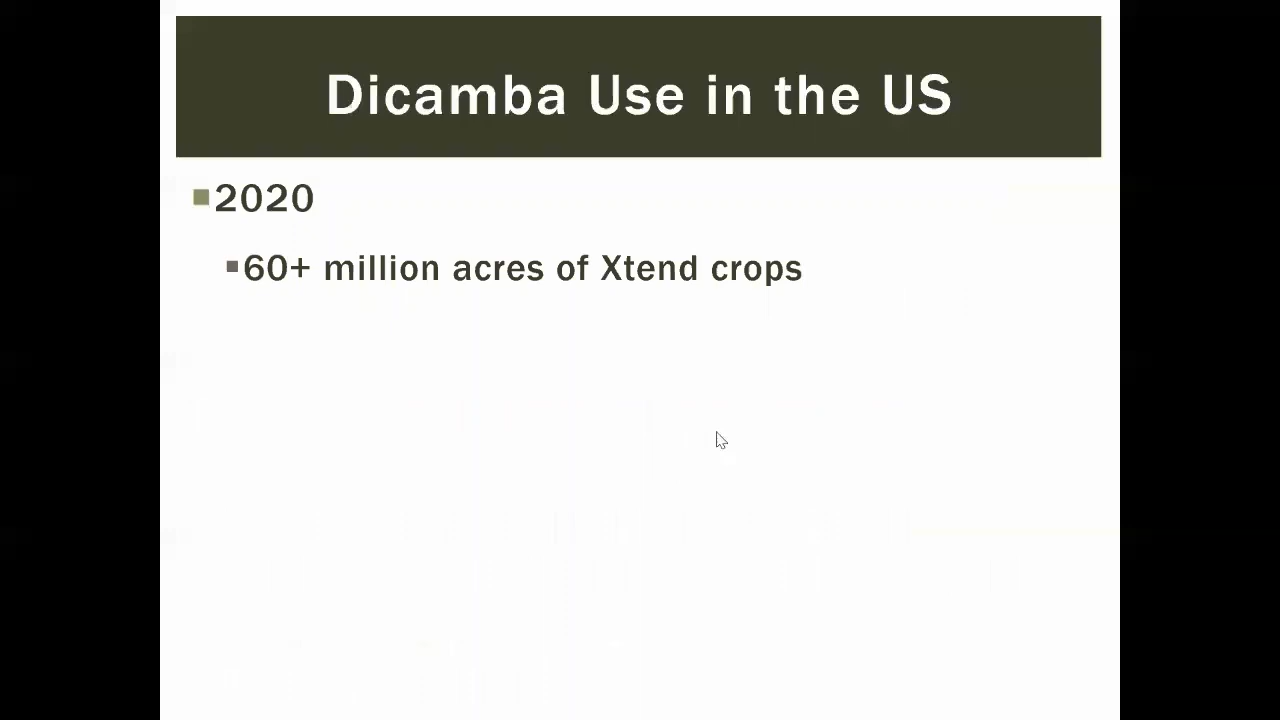 Dicamba Use in the US
2020
60+ million acres of Xtend crops